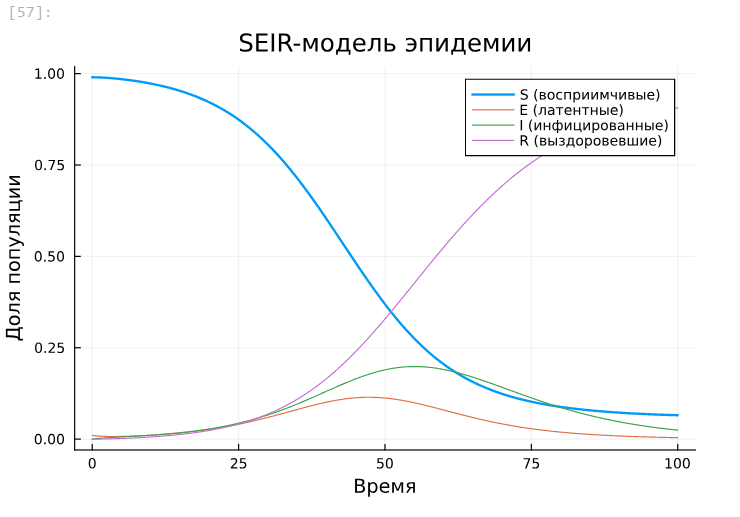 [57]:
SEIR-модель эпидемии
1.00
0.75
0.50
0.25
0.00
Доля популяции
S (восприимчивые)
E (латентные)
I (инфицированные)
R (выздоровевшие)
0 25 50 75 100
Время